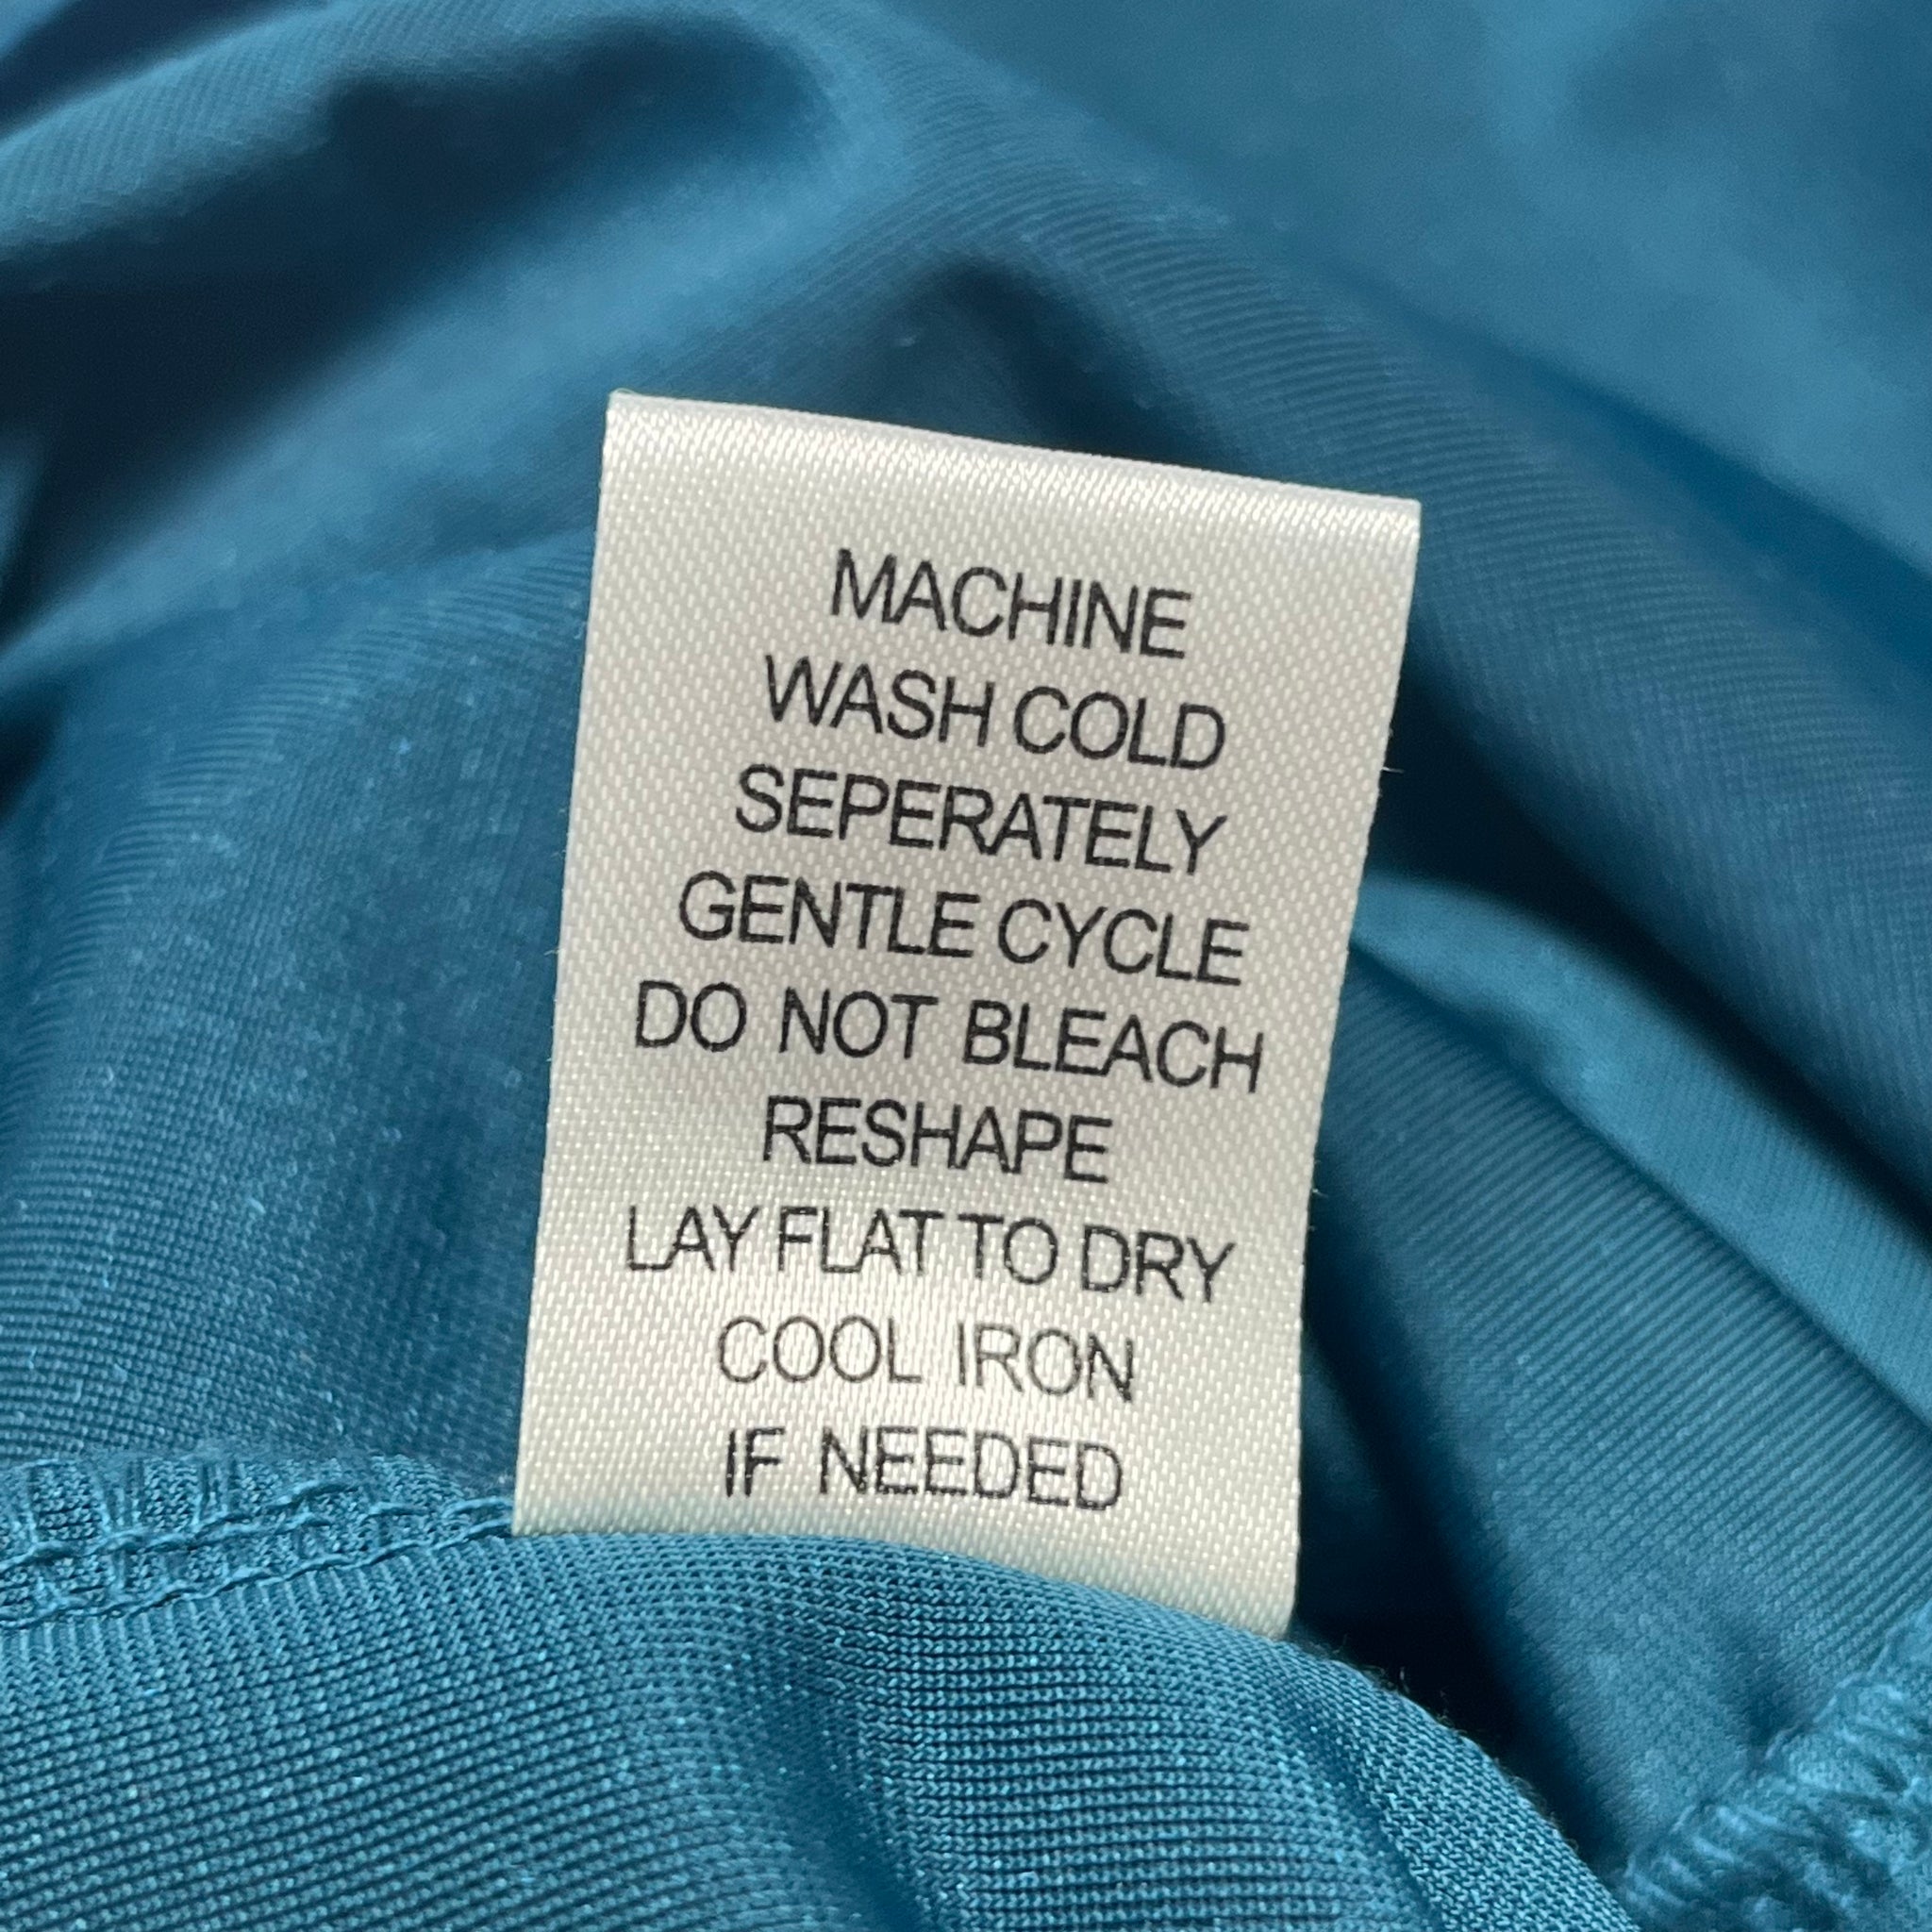 MACHINE
WASH COLD
SEPERATELY
GENTLE CYCLE
DO NOT BLEACH
RESHAPE
LAY FLAT TO DRY
COOL IRON
IF NEEDED